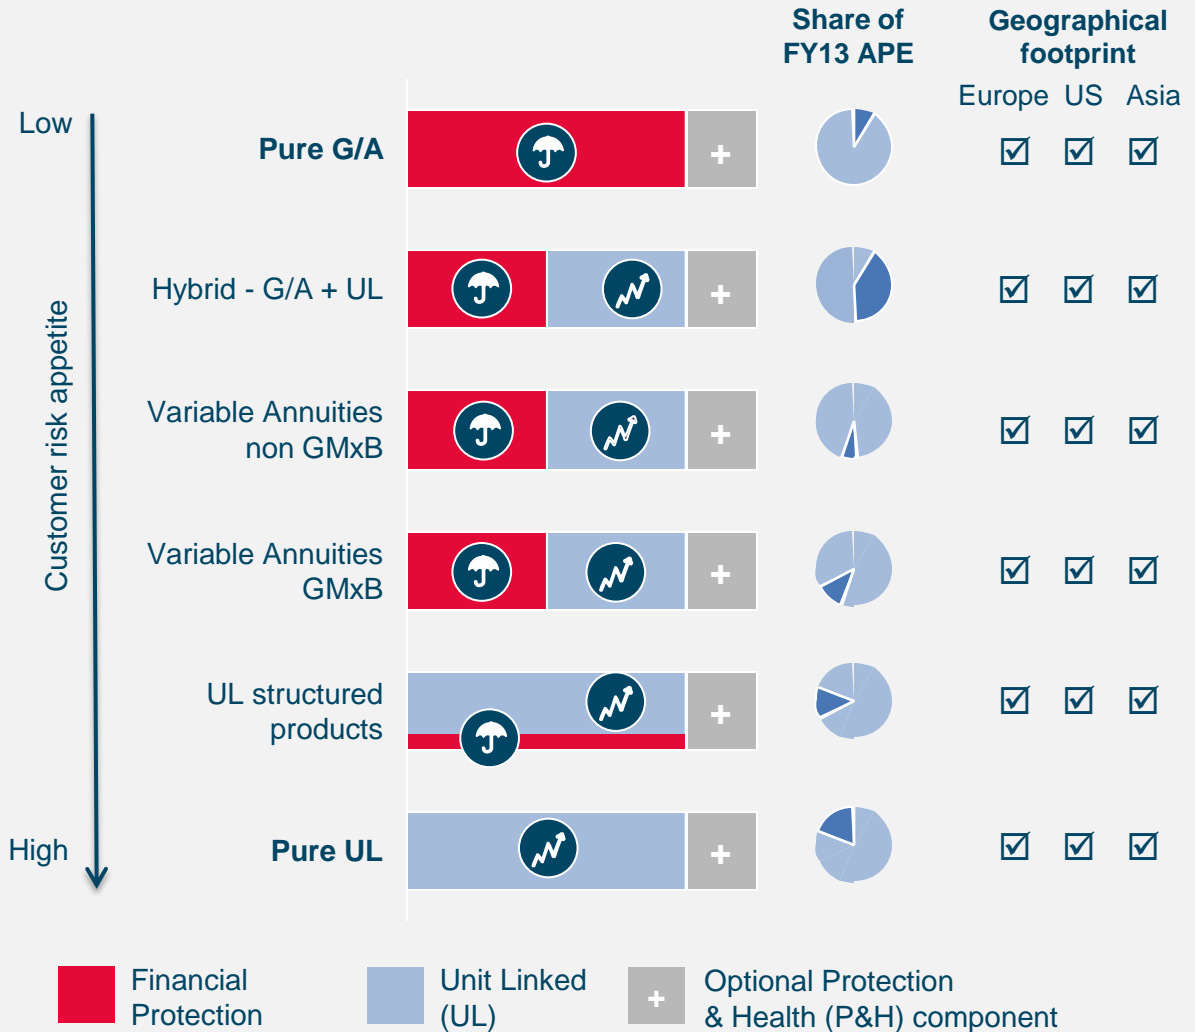 Share of
FY13 APE
Geographical
footprint
Europe US Asia
Low
Pure G/A
+
Hybrid - G/A + UL
+
Variable Annuities
non GMxB
+
Variable Annuities
GMxB
+
UL structured
products
+
High
Pure UL
+
Customer risk appetite
Financial
Protection
Unit Linked
(UL)
+
Optional Protection
& Health (P&H) component